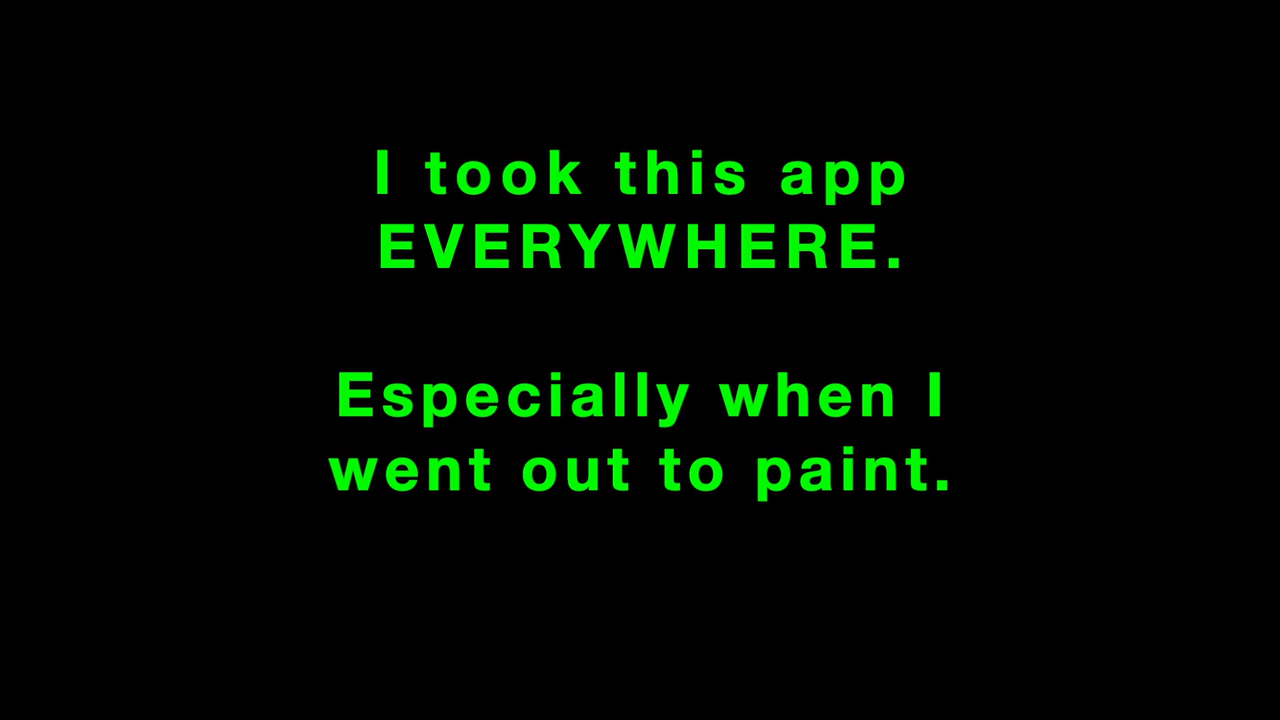 I took this app
EVERYWHERE.
Especially when I
went out to paint.